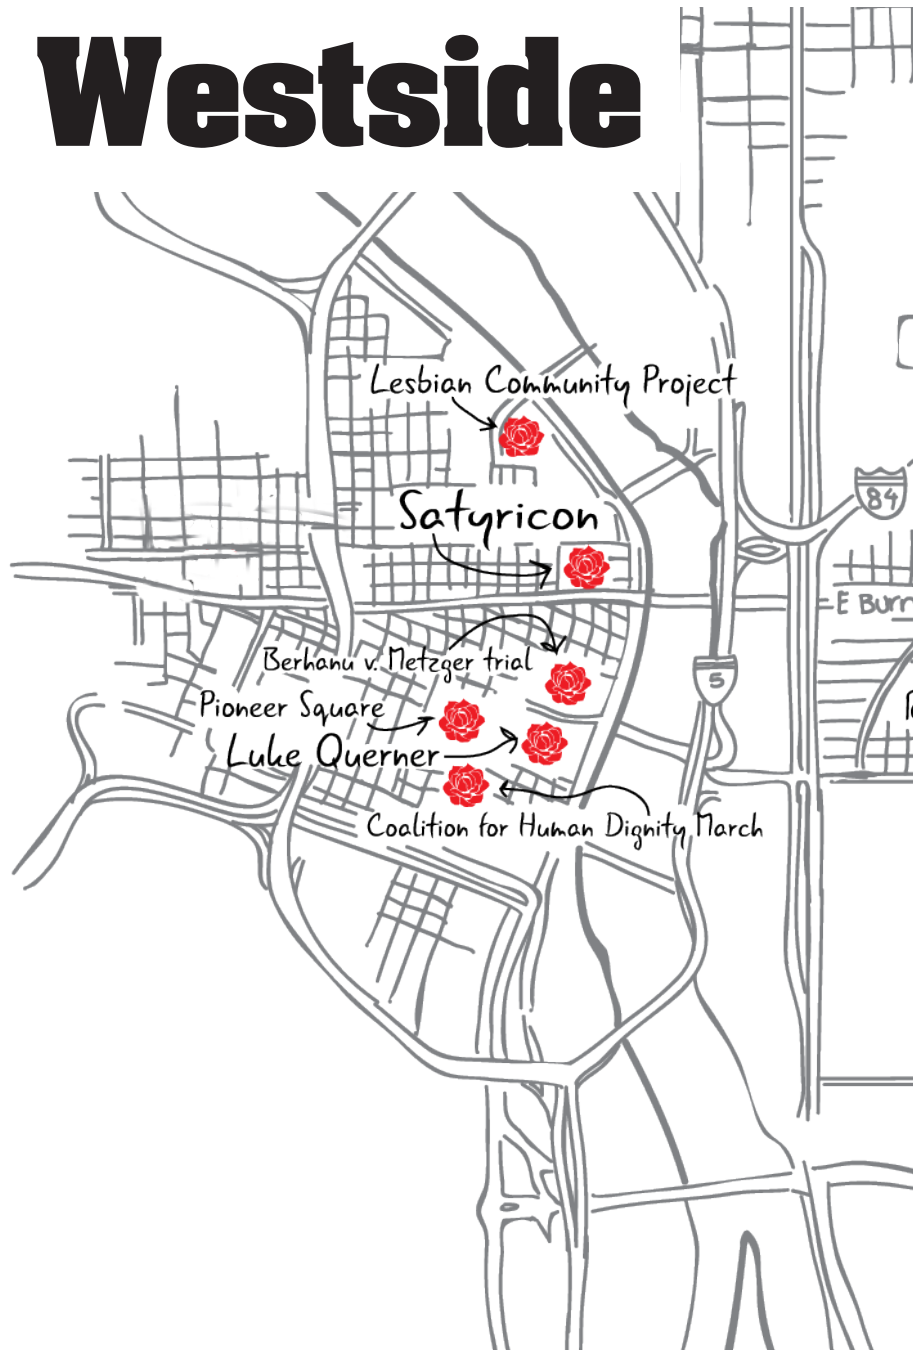 Westside
Lesbian Community Project
84
Satyricon
E Burn
Berhanu v. Metzger trial
5
Pioneer Square
Luke Querner
Coalition for Human Dignity March